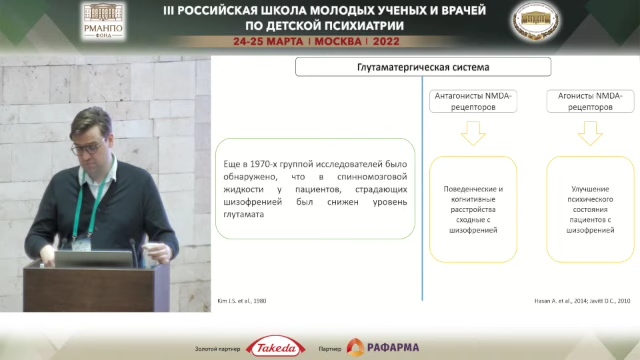 III РОССИЙСКАЯ ШКОЛА МОЛОДЫХ УЧЕНЫХ И ВРАЧЕЙ
ПО ДЕТСКОЙ ПСИХИАТРИИ
24-25 МАРТА | МОСКВА | 2022
РМАНПО
ФОНД
Глутаматергическая система
Еще в 1970-х группой исследователей было
обнаружено, что в спинномозговой
жидкости у пациентов, страдающих
шизофренией был снижен уровень
глутамата
Kim J.S. et al., 1980
Антагонисты NMDA-
рецепторов
Поведенческие и
когнитивные
расстройства
сходные с
шизофренией
Агонисты NMDA-
рецепторов
Улучшение
психического
состояния
пациентов с
шизофренией
Hasan A. et al., 2014; Javitt D.C., 2010
Золотой партнер
Takeda
Партнер
РАФАРМА